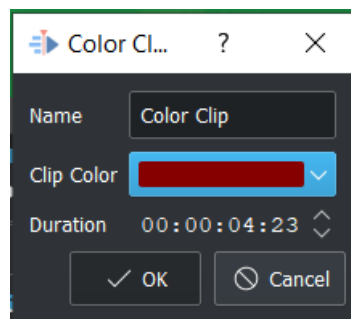 Color Cl... ?
Name Color Clip
Clip Color
Duration 00:00:04:23
OK Cancel